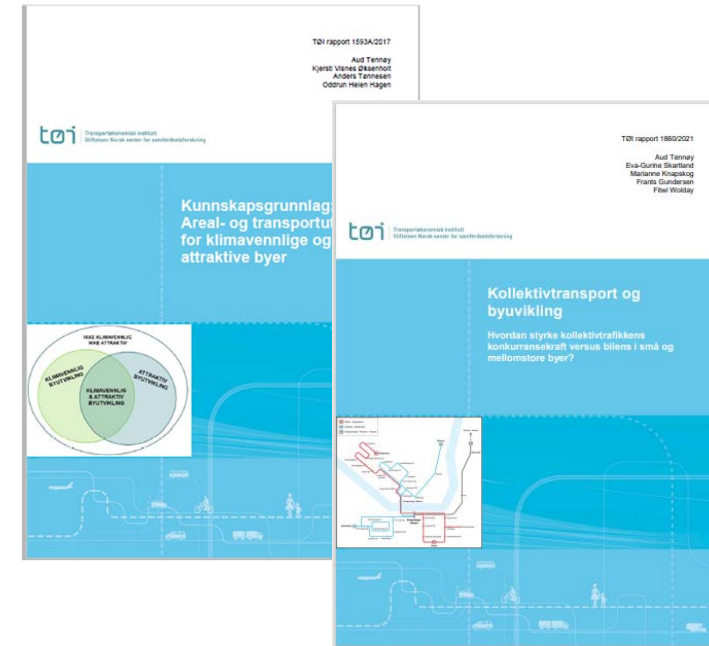 TØI rapport 1593A/2017
Aud Tennøy
Kjersti Visnes Øksenholt
Anders Tønnesen
Oddrun Helen Hagen
tøi Transportøkonomisk institutt
Stiftelsen Norsk senter for samferdselsforskning
Kunnskapsgrunnlag:
Areal- og transportut
for klimavennlige og
attraktive byer
IKKE KLIMAVENNLIG
IKKE ATTRAKTIV
KLIMAVENNLIG
BYUTVIKLING
ATTRAKTIV
BYUTVIKLING
KLIMAVENNLIG
& ATTRAKTIV
BYUTVIKLING
TØI rapport 1860/2021
Aud Tennøy
Eva-Gurine Skartland
Marianne Knapskog
Frants Gundersen
Fitwi Wolday
tøi Transportøkonomisk institutt
Stiftelsen Norsk senter for samferdselsforskning
Kollektivtransport og
byuvikling
Hvordan styrke kollektivtrafikkens
konkurransekraft versus bilens i små og
mellomstore byer?